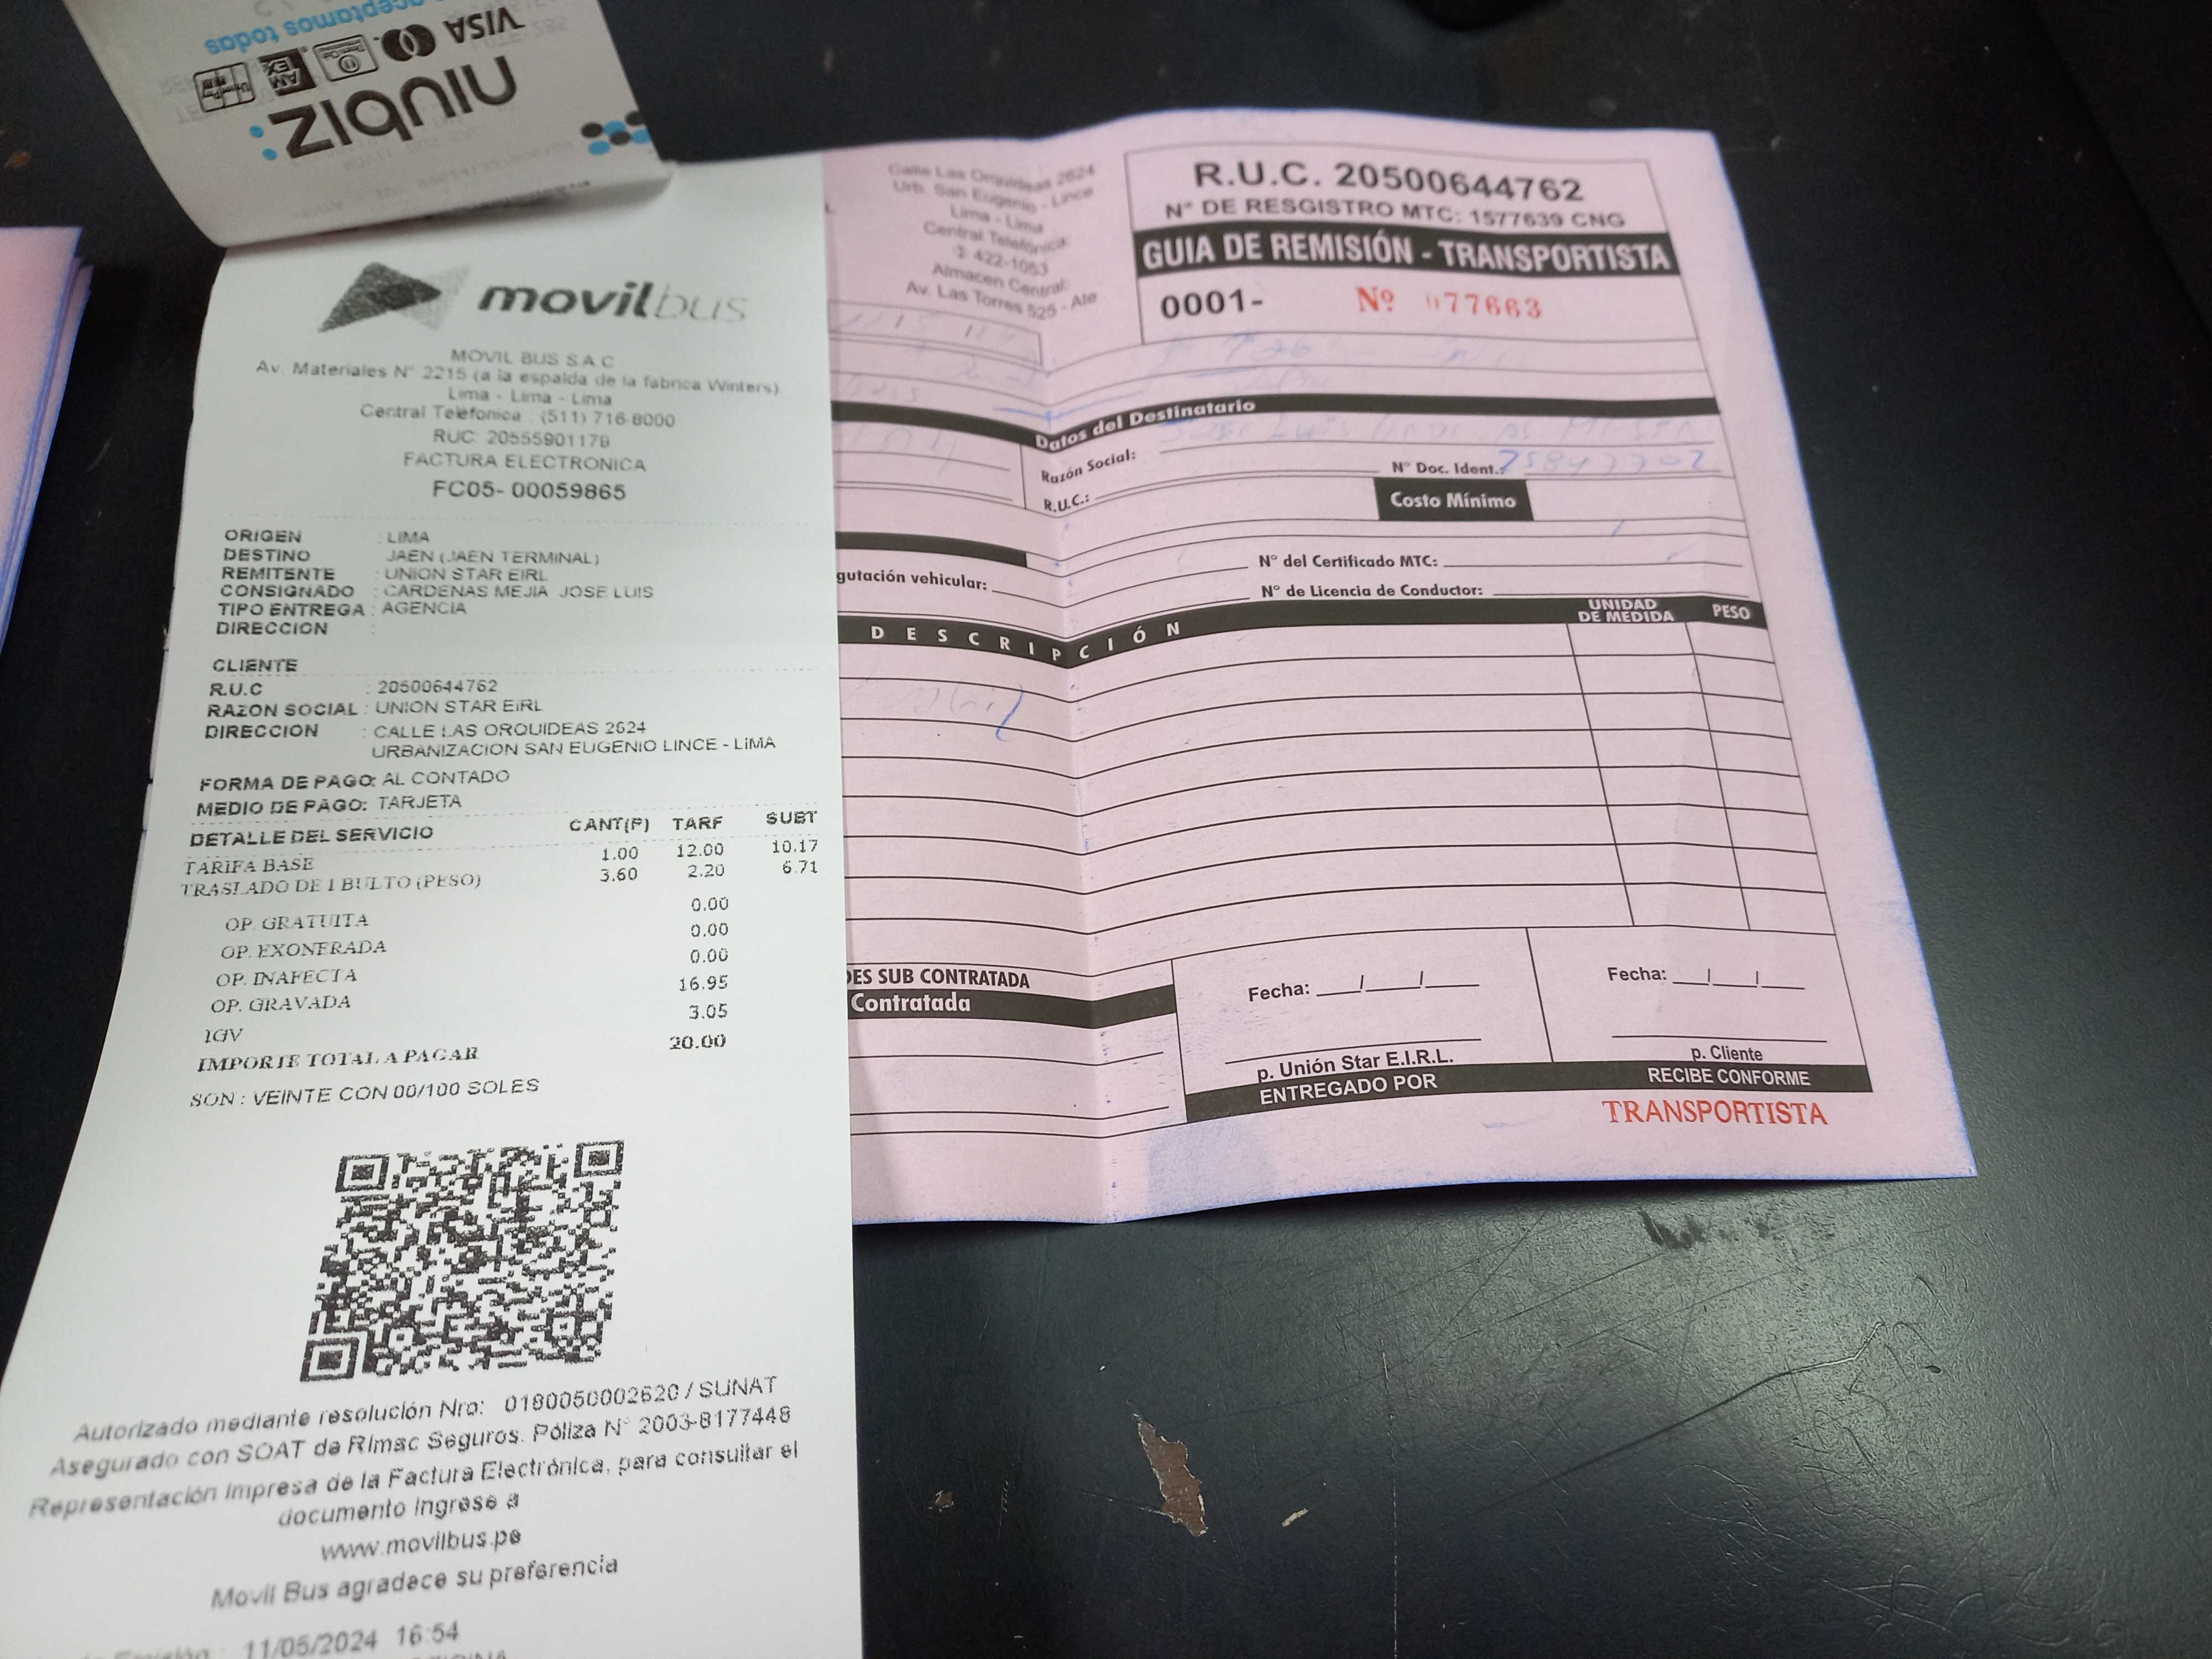 aceptamos todas
VISA
AM
EX
niubiz:
movilbus
MOVIL BUS S.A.C
Av. Materiales N° 2215 (a la espalda de la fabrica Winters)
Lima - Lima - Lima
Central Teléfonica : (511) 716-8000
RUC: 20555901179
FACTURA ELECTRONICA
FC05- 00059865
ORIGEN : LIMA
DESTINO : JAEN (JAEN TERMINAL)
REMITENTE : UNION STAR EIRL
CONSIGNADO : CARDENAS MEJIA JOSE LUIS
TIPO ENTREGA : AGENCIA
DIRECCION :
CLIENTE
R.U.C : 20500644762
RAZON SOCIAL : UNION STAR EIRL
DIRECCION : CALLE LAS ORQUIDEAS 2624
URBANIZACION SAN EUGENIO LINCE - LIMA
FORMA DE PAGO: AL CONTADO
MEDIO DE PAGO: TARJETA
DETALLE DEL SERVICIO CANT(P) TARF SUBT
TARIFA BASE 1.00 12.00 10.17
TRASLADO DE 1 BULTO (PESO) 3.60 2.20 6.71
OP. GRATUITA 0.00
OP. EXONERADA 0.00
OP. INAFECTA 0.00
OP. GRAVADA 16.95
IGV 3.05
IMPORTE TOTAL A PAGAR 20.00
SON : VEINTE CON 00/100 SOLES
Autorizado mediante resolución Nro: 0180050002620 / SUNAT
Asegurado con SOAT de Rimac Seguros. Póliza N° 2003-8177448
Representación Impresa de la Factura Electrónica, para consultar el
documento ingrese a
www.movilbus.pe
Movil Bus agradece su preferencia
Emisión : 11/05/2024 16:54
Calle Las Orquideas 2624
Urb. San Eugenio - Lince
Lima - Lima
Central Telefónica:
422-1053
Almacen Central:
Av. Las Torres 525 - Ate
R.U.C. 20500644762
N° DE RESGISTRO MTC: 1577639 CNG
GUIA DE REMISIÓN - TRANSPORTISTA
0001- Nº 077663
Datos del Destinatario
Razón Social:
N° Doc. Ident.:
R.U.C.:
Costo Mínimo
N° del Certificado MTC:
gutación vehicular:
N° de Licencia de Conductor:
DESCRIPCIÓN
UNIDAD
DE MEDIDA
PESO
DES SUB CONTRATADA
Contratada
Fecha: / /
p. Unión Star E.I.R.L.
ENTREGADO POR
Fecha: / /
p. Cliente
RECIBE CONFORME
TRANSPORTISTA